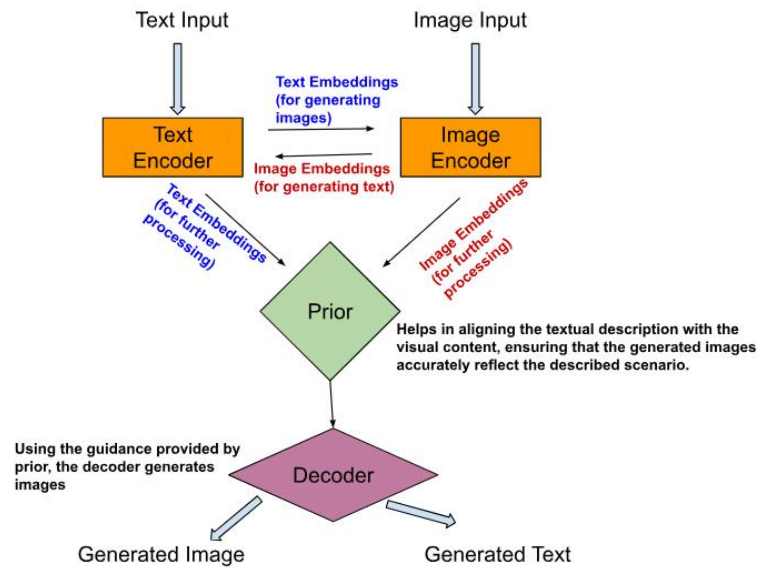 Text Input
Image Input
Text Embeddings
(for generating
images)
Text
Encoder
Image
Encoder
Image Embeddings
(for generating text)
Text Embeddings
(for further
processing)
Image Embeddings
(for further
processing)
Prior
Helps in aligning the textual description with the
visual content, ensuring that the generated images
accurately reflect the described scenario.
Using the guidance provided by
prior, the decoder generates
images
Decoder
Generated Image
Generated Text